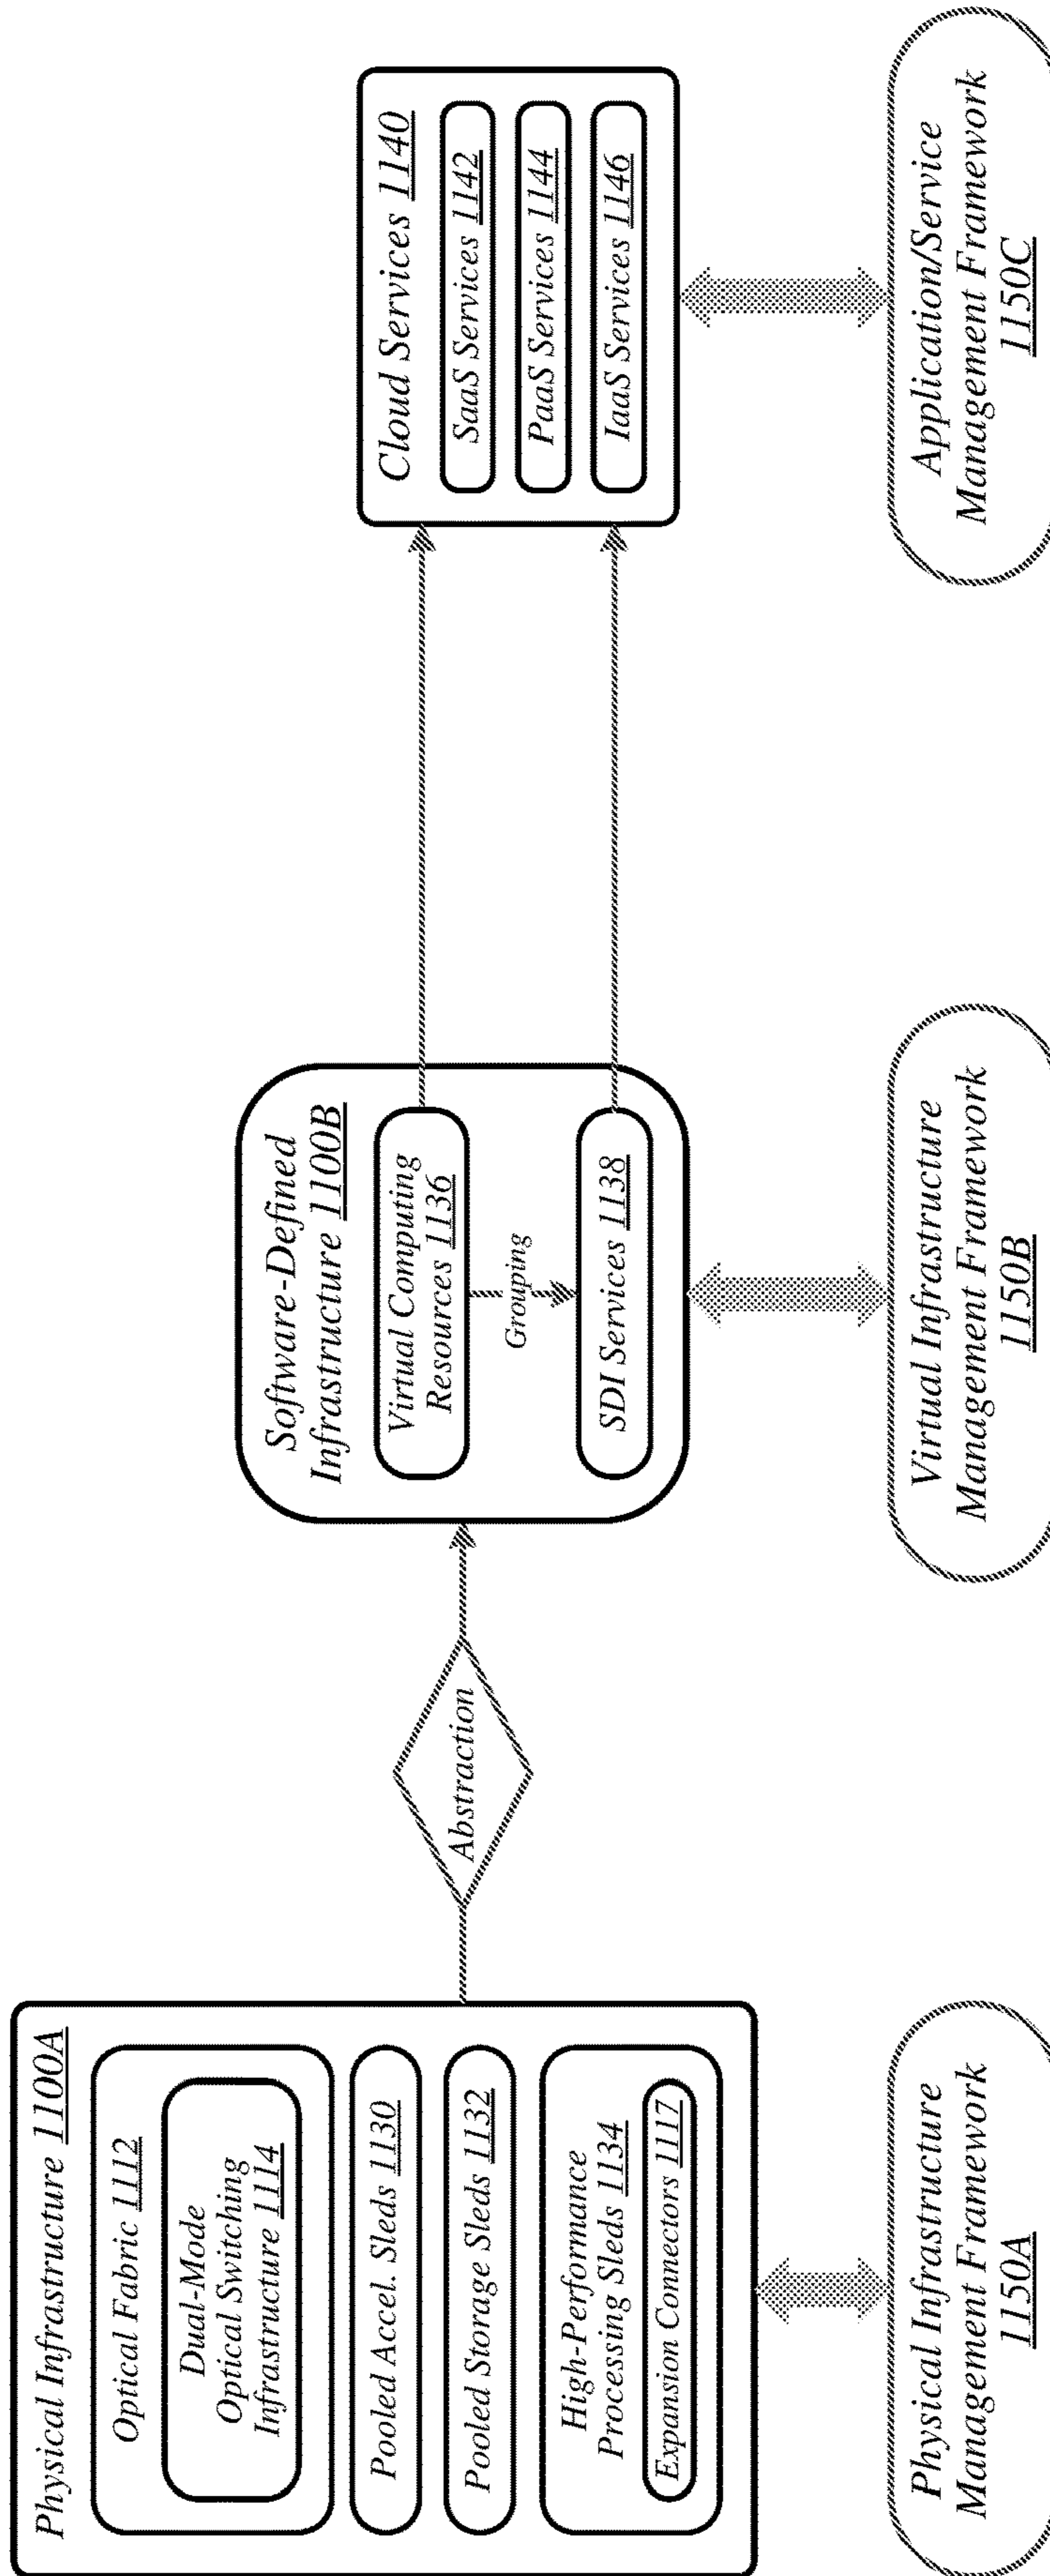 Physical Infrastructure 1100A
Optical Fabric 1112
Dual-Mode
Optical Switching
Infrastructure 1114
Pooled Accel. Sleds 1130
Pooled Storage Sleds 1132
High-Performance
Processing Sleds 1134
Expansion Connectors 1117
Physical Infrastructure
Management Framework
1150A
Abstraction
Software-Defined
Infrastructure 1100B
Virtual Computing
Resources 1136
Grouping
SDI Services 1138
Virtual Infrastructure
Management Framework
1150B
Cloud Services 1140
SaaS Services 1142
PaaS Services 1144
IaaS Services 1146
Application/Service
Management Framework
1150C